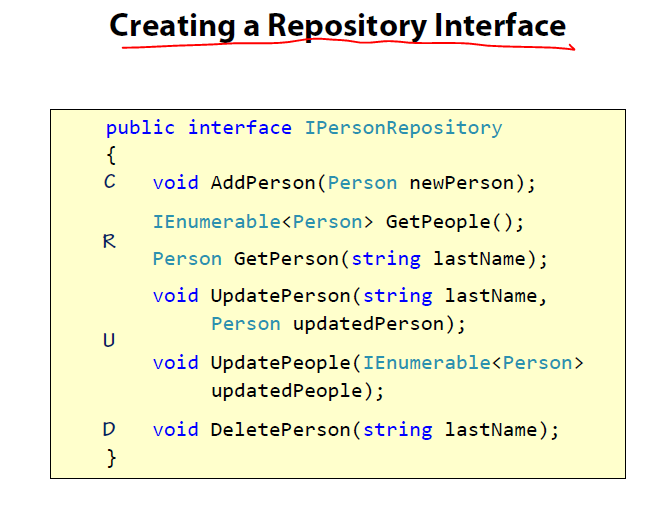 Creating a Repository Interface
public interface IPersonRepository
{
C void AddPerson(Person newPerson);
IEnumerable<Person> GetPeople();
R
Person GetPerson(string lastName);
void UpdatePerson(string lastName,
Person updatedPerson);
U
void UpdatePeople(IEnumerable<Person>
updatedPeople);
D void DeletePerson(string lastName);
}